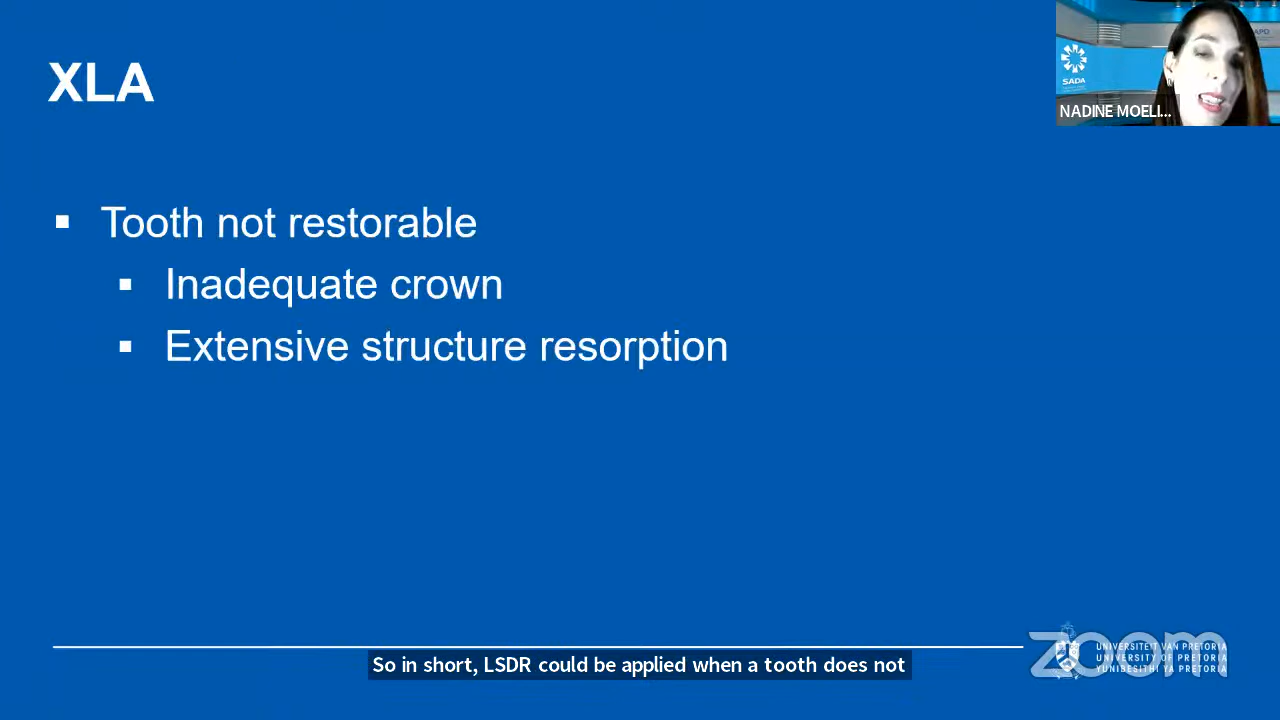 XLA
SADA
NADINE MOELI...
▪ Tooth not restorable
▪ Inadequate crown
▪ Extensive structure resorption
zoom
UNIVERSITEIT VAN PRETORIA
UNIVERSITY OF PRETORIA
YUNIBESITHI YA PRETORIA
So in short, LSDR could be applied when a tooth does not